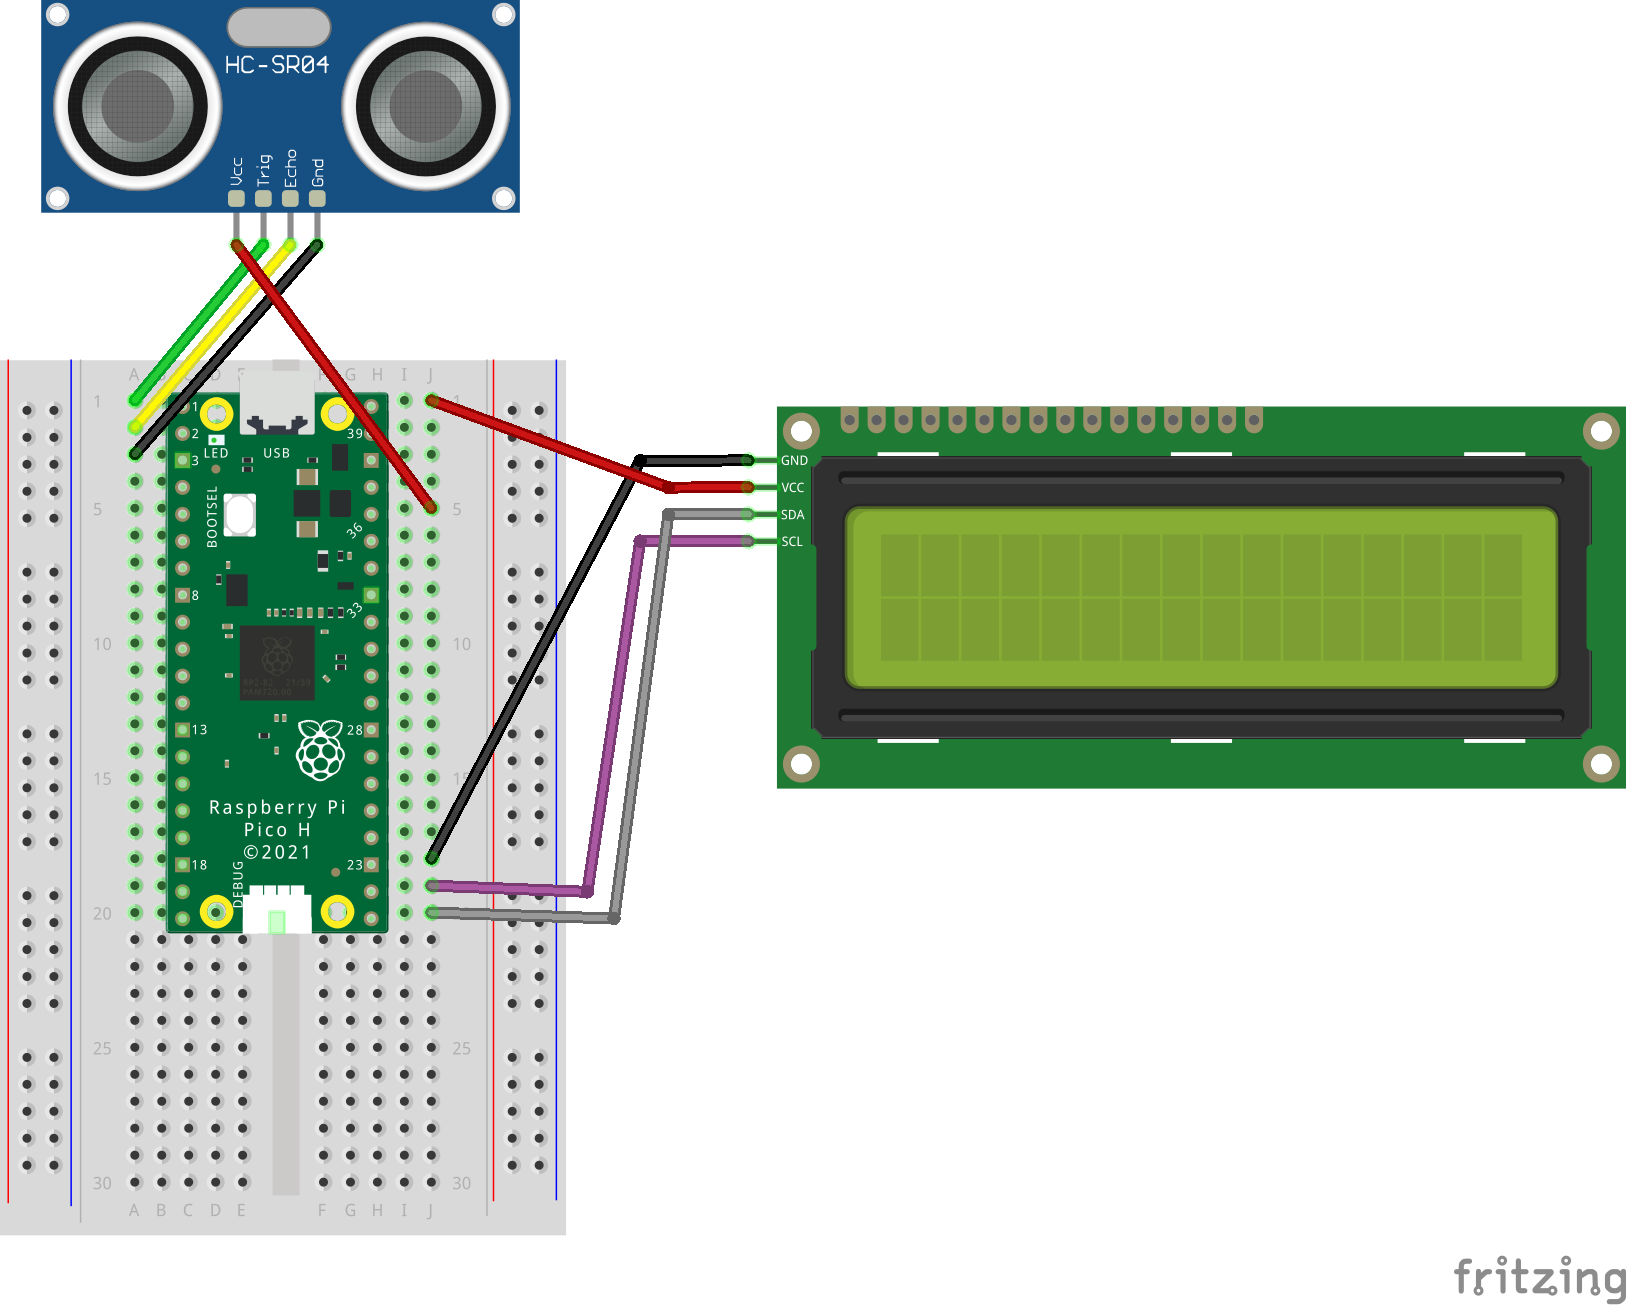 HC-SR04
Vcc Trig Echo Gnd
A D G H I J
1 1
2 39
3 LED USB
BOOTSEL
5 36 5
8 33
10 10
13 28
15 15
Raspberry Pi
Pico H
©2021
18 DEBUG 23
20 20
25 25
30 30
A B C D E F G H I J
GND
VCC
SDA
SCL
fritzing